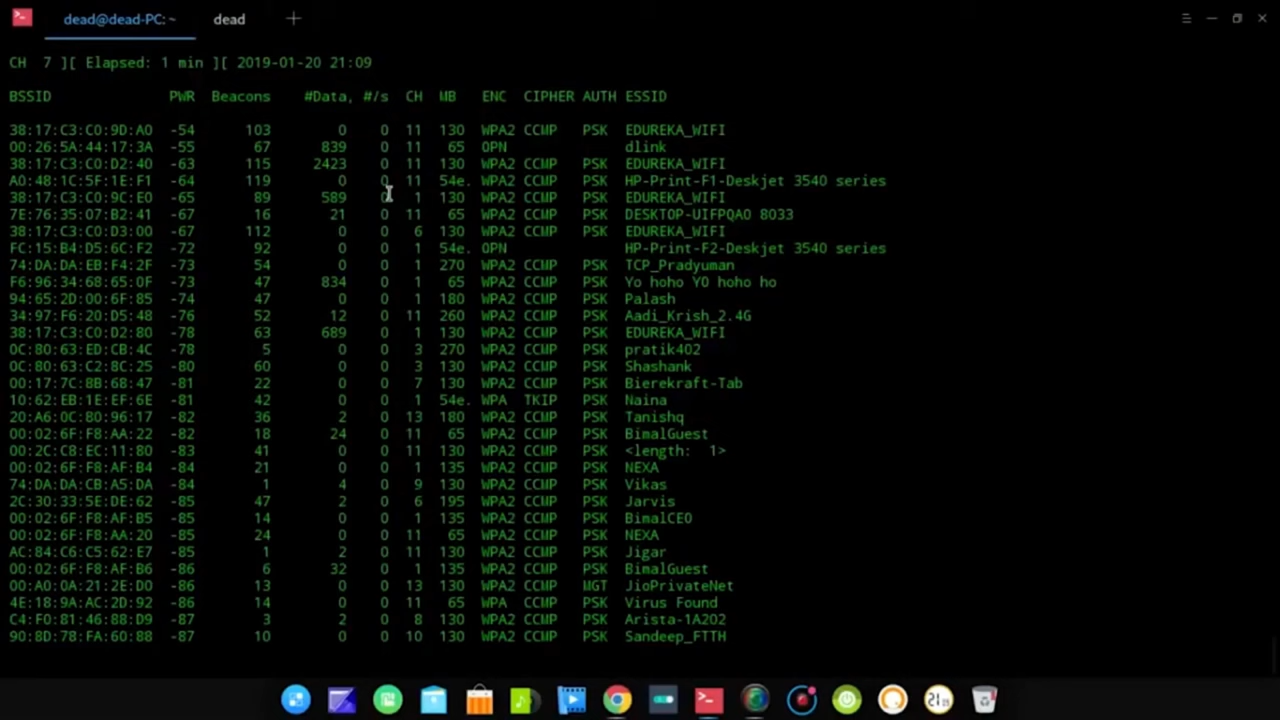 dead@dead-PC: ~ dead
CH 7 ][ Elapsed: 1 min ][ 2019-01-20 21:09
BSSID PWR Beacons #Data, #/s CH MB ENC CIPHER AUTH ESSID
38:17:C3:C0:9D:A0 -54 103 0 0 11 130 WPA2 CCMP PSK EDUREKA_WIFI
00:26:5A:44:17:3A -55 67 839 0 11 65 OPN dlink
38:17:C3:C0:D2:40 -63 115 2423 0 11 130 WPA2 CCMP PSK EDUREKA_WIFI
A0:48:1C:5F:1E:F1 -64 119 0 0 11 54e. WPA2 CCMP PSK HP-Print-F1-Deskjet 3540 series
38:17:C3:C0:9C:E0 -65 89 589 0 1 130 WPA2 CCMP PSK EDUREKA_WIFI
7E:76:35:07:B2:41 -67 16 21 0 11 65 WPA2 CCMP PSK DESKTOP-UIFPQA0 8033
38:17:C3:C0:D3:00 -67 112 0 0 6 130 WPA2 CCMP PSK EDUREKA_WIFI
FC:15:B4:D5:6C:F2 -72 92 0 0 1 54e. OPN HP-Print-F2-Deskjet 3540 series
74:DA:DA:EB:F4:2F -73 54 0 0 1 270 WPA2 CCMP PSK TCP_Pradyuman
F6:96:34:68:65:0F -73 47 834 0 1 65 WPA2 CCMP PSK Yo hoho Y0 hoho ho
94:65:2D:00:6F:85 -74 47 0 0 1 180 WPA2 CCMP PSK Palash
34:97:F6:20:D5:48 -76 52 12 0 11 260 WPA2 CCMP PSK Aadi_Krish_2.4G
38:17:C3:C0:D2:80 -78 63 689 0 1 130 WPA2 CCMP PSK EDUREKA_WIFI
0C:80:63:ED:CB:4C -78 5 0 0 3 270 WPA2 CCMP PSK pratik402
0C:80:63:C2:8C:25 -80 60 0 0 3 130 WPA2 CCMP PSK Shashank
00:17:7C:8B:68:47 -81 22 0 0 7 130 WPA2 CCMP PSK Bierekraft-Tab
10:62:EB:1E:EF:6E -81 42 0 0 1 54e. WPA TKIP PSK Naina
20:A6:0C:80:96:17 -82 36 2 0 13 180 WPA2 CCMP PSK Tanishq
00:02:6F:F8:AA:22 -82 18 24 0 11 65 WPA2 CCMP PSK BimalGuest
00:2C:C8:EC:11:80 -83 41 0 0 11 130 WPA2 CCMP PSK <length: 1>
00:02:6F:F8:AF:B4 -84 21 0 0 1 135 WPA2 CCMP PSK NEXA
74:DA:DA:CB:A5:DA -84 1 4 0 9 130 WPA2 CCMP PSK Vikas
2C:30:33:5E:DE:62 -85 47 2 0 6 195 WPA2 CCMP PSK Jarvis
00:02:6F:F8:AF:B5 -85 14 0 0 1 135 WPA2 CCMP PSK BimalCEO
00:02:6F:F8:AA:20 -85 24 0 0 11 65 WPA2 CCMP PSK NEXA
AC:84:C6:C5:62:E7 -85 1 2 0 11 130 WPA2 CCMP PSK Jigar
00:02:6F:F8:AF:B6 -86 6 32 0 1 135 WPA2 CCMP PSK BimalGuest
00:A0:0A:21:2E:D0 -86 13 0 0 13 130 WPA2 CCMP MGT JioPrivateNet
4E:18:9A:AC:2D:92 -86 14 0 0 11 65 WPA CCMP PSK Virus Found
C4:F0:81:46:88:D9 -87 3 2 0 8 130 WPA2 CCMP PSK Arista-1A202
90:8D:78:FA:60:88 -87 10 0 0 10 130 WPA2 CCMP PSK Sandeep_FTTH